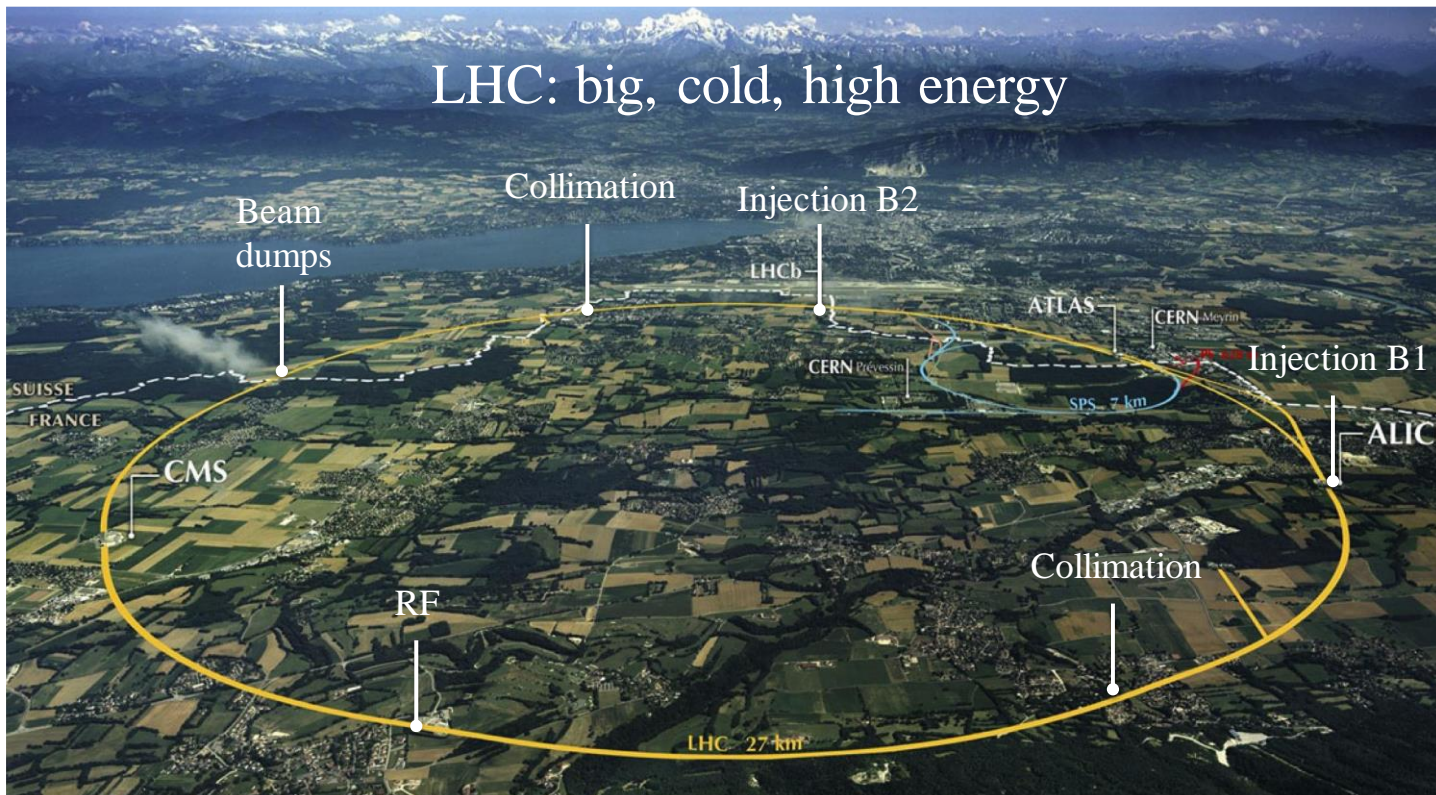 LHC: big, cold, high energy
Collimation
Injection B2
Beam
dumps
LHCb
ATLAS
CERN Meyrin
Injection B1
CERN Prévessin
SUISSE
FRANCE
SPS 7 km
ALIC
CMS
Collimation
RF
LHC 27 km